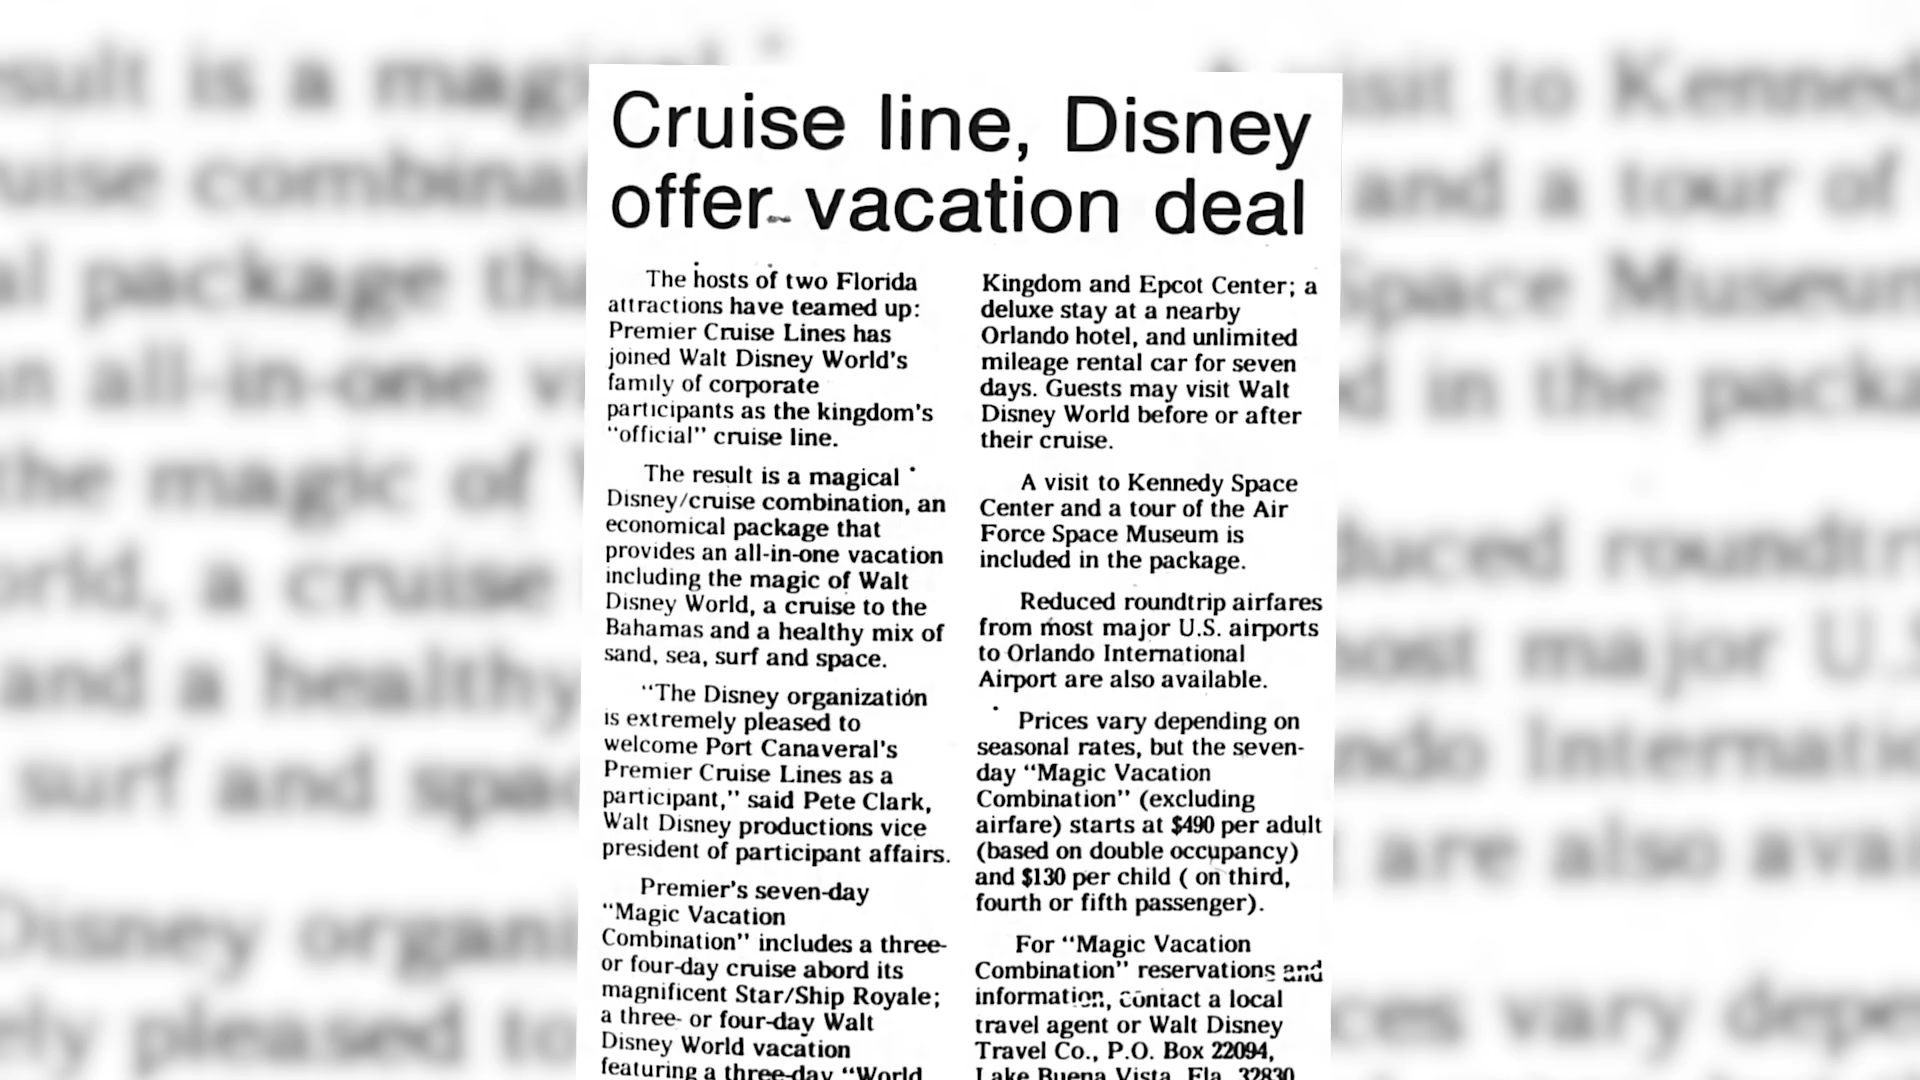 Cruise line, Disney
offer vacation deal
The hosts of two Florida
attractions have teamed up:
Premier Cruise Lines has
joined Walt Disney World's
family of corporate
participants as the kingdom's
"official" cruise line.
The result is a magical
Disney/cruise combination, an
economical package that
provides an all-in-one vacation
including the magic of Walt
Disney World, a cruise to the
Bahamas and a healthy mix of
sand, sea, surf and space.
"The Disney organization
is extremely pleased to
welcome Port Canaveral's
Premier Cruise Lines as a
participant," said Pete Clark,
Walt Disney productions vice
president of participant affairs.
Premier's seven-day
"Magic Vacation
Combination" includes a three-
or four-day cruise abord its
magnificent Star/Ship Royale;
a three- or four-day Walt
Disney World vacation
featuring a three-day "World
Kingdom and Epcot Center; a
deluxe stay at a nearby
Orlando hotel, and unlimited
mileage rental car for seven
days. Guests may visit Walt
Disney World before or after
their cruise.
A visit to Kennedy Space
Center and a tour of the Air
Force Space Museum is
included in the package.
Reduced roundtrip airfares
from most major U.S. airports
to Orlando International
Airport are also available.
Prices vary depending on
seasonal rates, but the seven-
day "Magic Vacation
Combination" (excluding
airfare) starts at $490 per adult
(based on double occupancy)
and $130 per child ( on third,
fourth or fifth passenger).
For "Magic Vacation
Combination" reservations and
information, contact a local
travel agent or Walt Disney
Travel Co., P.O. Box 22094,
Lake Buena Vista, Fla. 32830